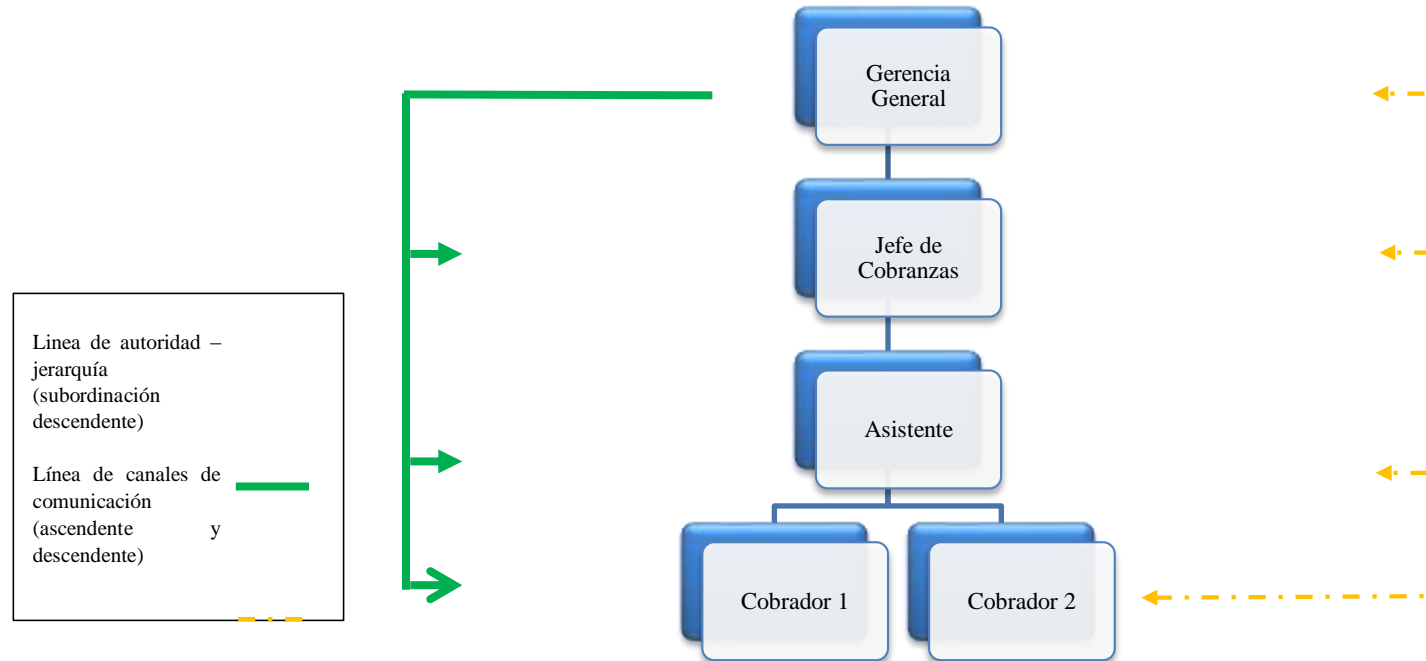 Gerencia
General
Jefe de
Cobranzas
Linea de autoridad –
jerarquía
(subordinación
descendente)
Línea de canales de
comunicación
(ascendente y
descendente)
Asistente
Cobrador 1
Cobrador 2